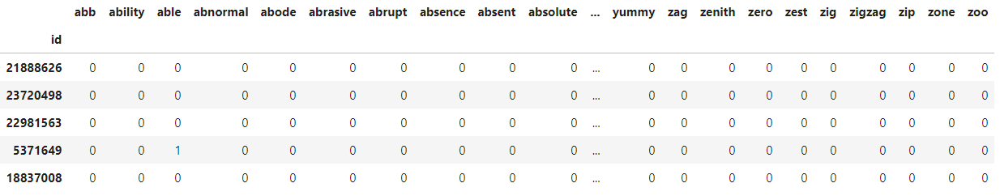 abb ability able abnormal abode abrasive abrupt absence absent absolute ... yummy zag zenith zero zest zig zigzag zip zone zoo
id
21888626 0 0 0 0 0 0 0 0 0 0 ... 0 0 0 0 0 0 0 0 0 0
23720498 0 0 0 0 0 0 0 0 0 0 ... 0 0 0 0 0 0 0 0 0 0
22981563 0 0 0 0 0 0 0 0 0 0 ... 0 0 0 0 0 0 0 0 0 0
5371649 0 0 1 0 0 0 0 0 0 0 ... 0 0 0 0 0 0 0 0 0 0
18837008 0 0 0 0 0 0 0 0 0 0 ... 0 0 0 0 0 0 0 0 0 0